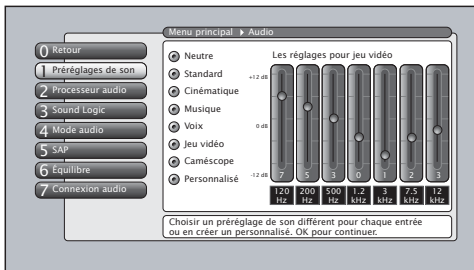 Menu principal ▸ Audio
0 Retour
1 Préréglages de son
2 Processeur audio
3 Sound Logic
4 Mode audio
5 SAP
6 Équilibre
7 Connexion audio
Neutre
Standard
Cinématique
Musique
Voix
Jeu vidéo
Caméscope
Personnalisé
Les réglages pour jeu vidéo
+12 dB
0 dB
-12 dB
7 5 3 0 1 2 3
120 Hz 200 Hz 500 Hz 1.2 kHz 3 kHz 7.5 kHz 12 kHz
Choisir un préréglage de son différent pour chaque entrée
ou en créer un personnalisé. OK pour continuer.